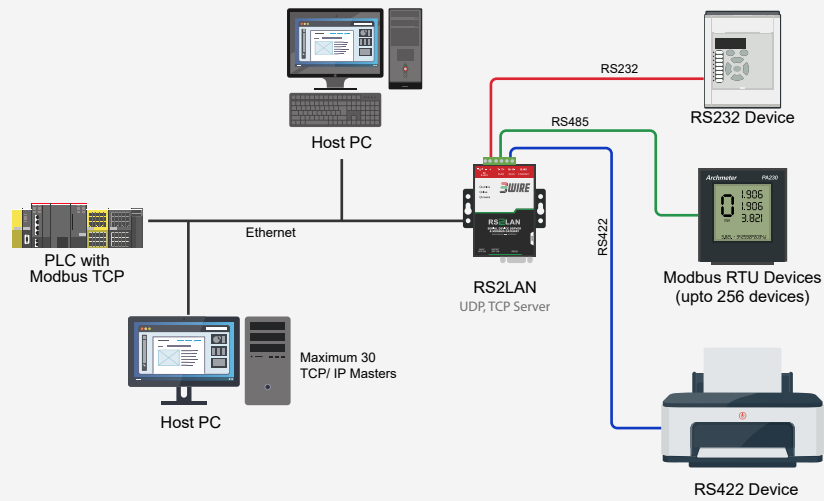 Host PC
RS232
RS232 Device
RS485
3WIRE
RS2LAN
RS422
Archmeter PA230
0 1.906
1.906
3.821
Ethernet
PLC with
Modbus TCP
RS2LAN
UDP, TCP Server
Modbus RTU Devices
(upto 256 devices)
Maximum 30
TCP/ IP Masters
Host PC
RS422 Device